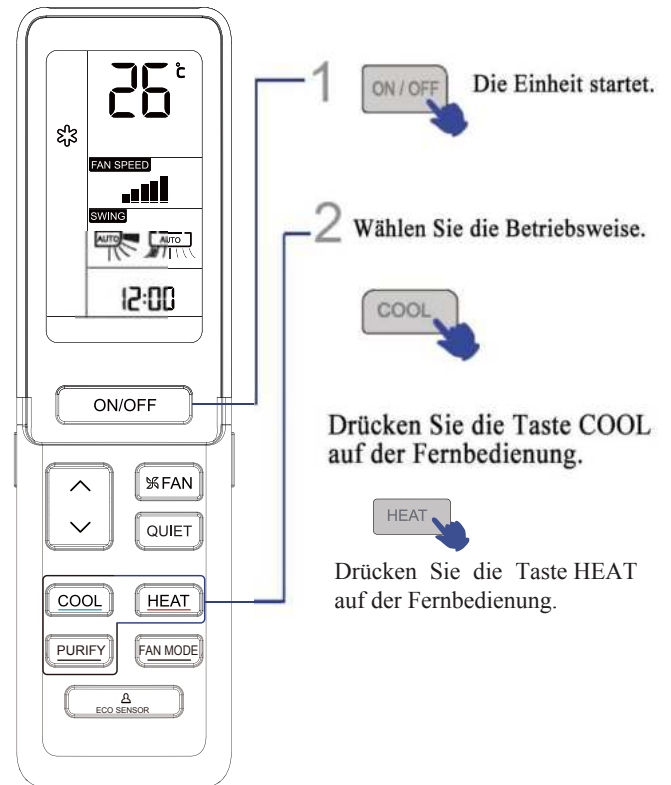 26°c
FAN SPEED
SWING
AUTO AUTO
12:00
ON/OFF
FAN
QUIET
COOL HEAT
PURIFY FAN MODE
ECO SENSOR
1 ON / OFF Die Einheit startet.
2 Wählen Sie die Betriebsweise.
COOL
Drücken Sie die Taste COOL
auf der Fernbedienung.
HEAT
Drücken Sie die Taste HEAT
auf der Fernbedienung.